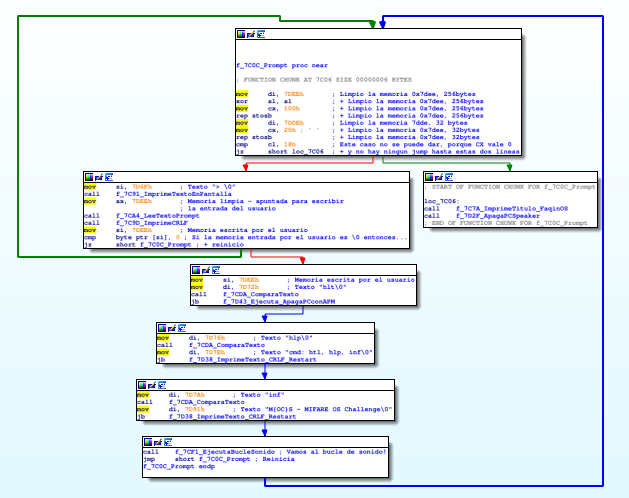 f_7C0C_Prompt proc near
; FUNCTION CHUNK AT 7C06 SIZE 00000006 BYTES
mov di, 7DEEh ; Limpio la memoria 0x7dee, 256bytes
xor al, al ; + Limpio la memoria 0x7dee, 256bytes
mov cx, 100h ; + Limpio la memoria 0x7dee, 256bytes
rep stosb ; + Limpio la memoria 0x7dee, 256bytes
mov di, 7DDEh ; Limpio la memoria 7dde, 32 bytes
mov cx, 20h ; ' ' ; + Limpio la memoria 0x7dee, 32bytes
rep stosb ; + Limpio la memoria 0x7dee, 32bytes
cmp cl, 18h ; Este caso no se puede dar, porque CX vale 0
jz short loc_7C06 ; + y no hay ningun jump hasta estas dos lineas
mov si, 7D6Fh ; Texto "> \0"
call f_7C91_ImprimeTextoEnPantalla
mov ax, 7DEEh ; Memoria limpia - apuntada para escribir
; la entrada del usuario
call f_7CA4_LeeTextoPrompt
call f_7C9D_ImprimeCRLF
mov si, 7DEEh ; Memoria escrita por el usuario
cmp byte ptr [si], 0 ; Si la memoria entrada por el usuario es \0 entonces...
jz short f_7C0C_Prompt ; + reinicio
; START OF FUNCTION CHUNK FOR f_7C0C_Prompt
loc_7C06:
call f_7C7A_ImprimeTitulo_FaqinOS
call f_7D2F_ApagaPCSpeaker
; END OF FUNCTION CHUNK FOR f_7C0C_Prompt
mov si, 7DEEh ; Memoria escrita por el usuario
mov di, 7D72h ; Texto "hlt\0"
call f_7CDA_ComparaTexto
jb f_7D43_Ejecuta_ApagaPCconAPM
mov di, 7D76h ; Texto "hlp\0"
call f_7CDA_ComparaTexto
mov di, 7D7Eh ; Texto "cmd: htl, hlp, inf\0"
jb f_7D38_ImprimeTexto_CRLF_Restart
mov di, 7D7Ah ; Texto "inf"
call f_7CDA_ComparaTexto
mov di, 7D91h ; Texto "M{OC}S - MIFARE OS Challenge\0"
jb f_7D38_ImprimeTexto_CRLF_Restart
call f_7CF1_EjecutaBucleSonido ; Vamos al bucle de sonido!
jmp short f_7C0C_Prompt ; Reinicia
f_7C0C_Prompt endp